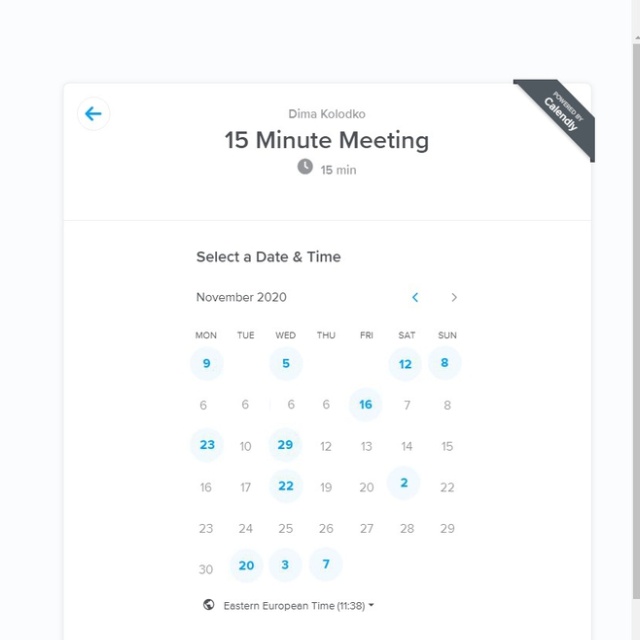 POWERED BY
Calendly
Dima Kolodko
15 Minute Meeting
15 min
Select a Date & Time
November 2020
MON TUE WED THU FRI SAT SUN
9 5 12 8
6 6 6 6 16 7 8
23 10 29 12 13 14 15
16 17 22 19 20 2 22
23 24 25 26 27 28 29
30 20 3 7
Eastern European Time (11:38)